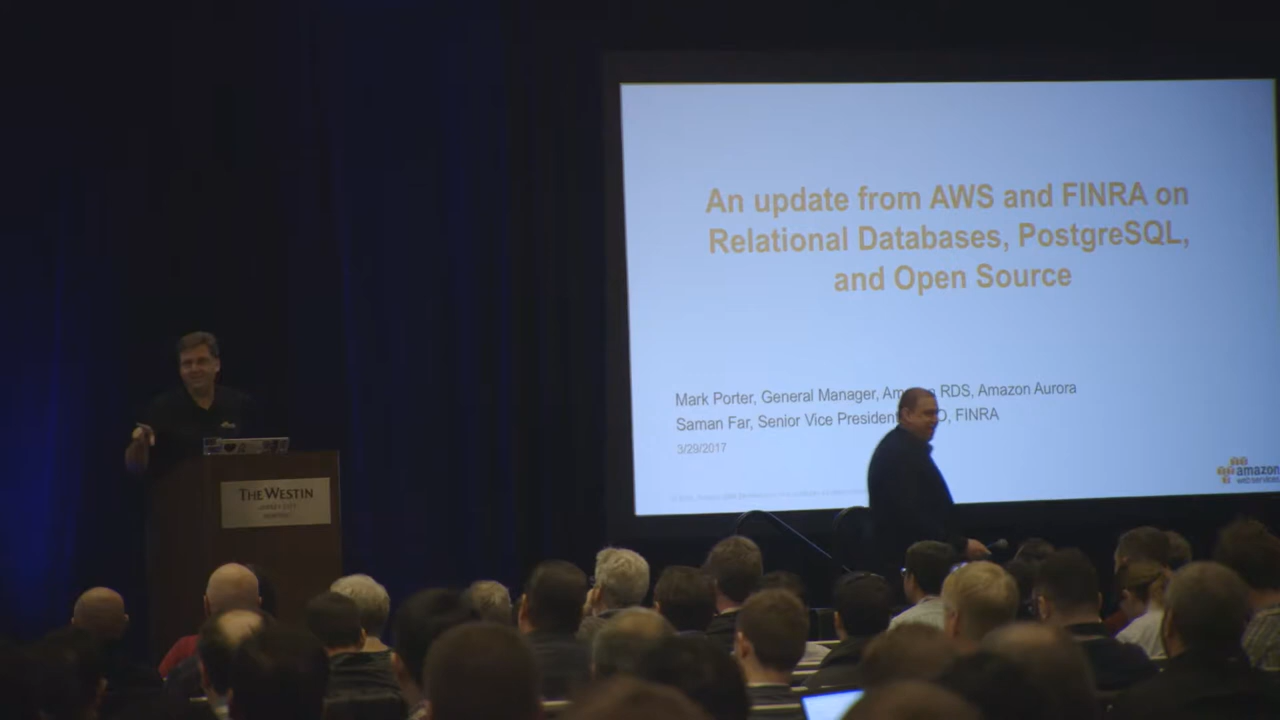 An update from AWS and FINRA on
Relational Databases, PostgreSQL,
and Open Source
Mark Porter, General Manager, RDS, Amazon Aurora
Saman Far, Senior Vice President FINRA
3/29/2017
amazon
web services
THE WESTIN